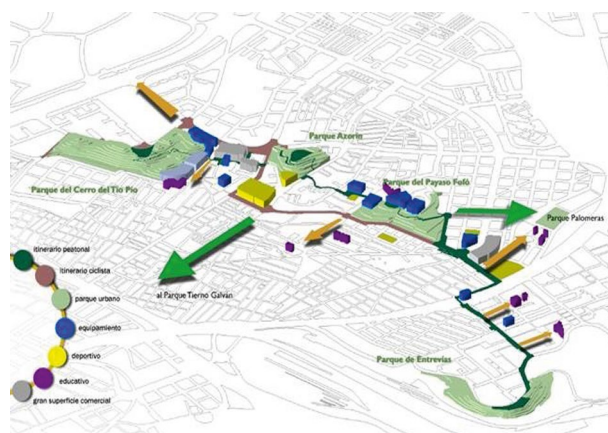 Parque Azorín
Parque del Cerro del Tío Pío
Parque del Payaso Fofó
Parque Palomeras
al Parque Tierno Galván
Parque de Entrevías
itinerario peatonal
itinerario ciclista
parque urbano
equipamiento
deportivo
educativo
gran superficie comercial